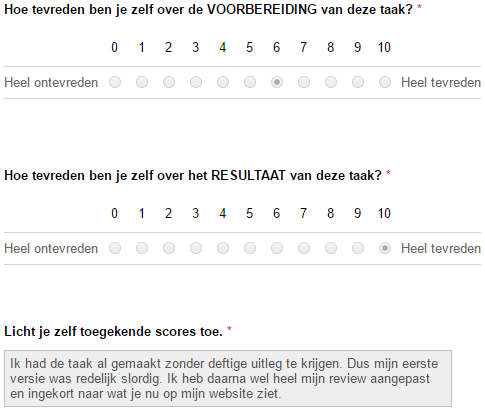 Hoe tevreden ben je zelf over de VOORBEREIDING van deze taak? *
0 1 2 3 4 5 6 7 8 9 10
Heel ontevreden Heel tevreden
Hoe tevreden ben je zelf over het RESULTAAT van deze taak? *
0 1 2 3 4 5 6 7 8 9 10
Heel ontevreden Heel tevreden
Licht je zelf toegekende scores toe. *
Ik had de taak al gemaakt zonder deftige uitleg te krijgen. Dus mijn eerste
versie was redelijk slordig. Ik heb daarna wel heel mijn review aangepast
en ingekort naar wat je nu op mijn website ziet.